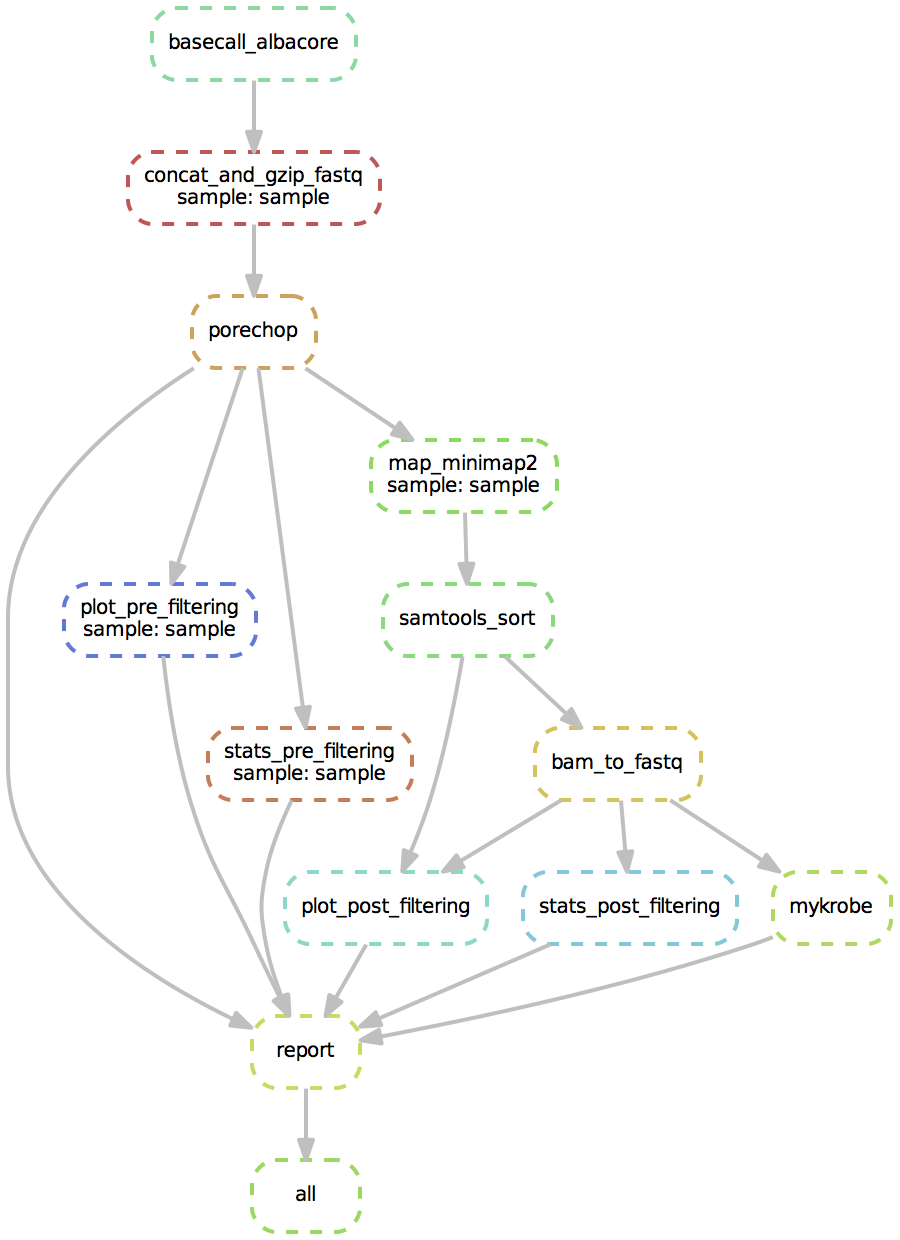 basecall_albacore
concat_and_gzip_fastq
sample: sample
porechop
map_minimap2
sample: sample
plot_pre_filtering
sample: sample
samtools_sort
stats_pre_filtering
sample: sample
bam_to_fastq
plot_post_filtering
stats_post_filtering
mykrobe
report
all